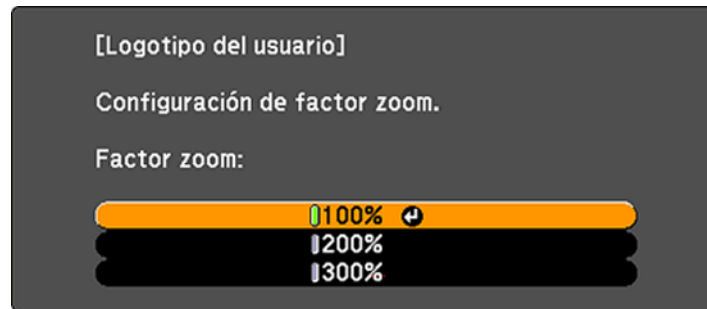 [Logotipo del usuario]
Configuración de factor zoom.
Factor zoom:
100%
200%
300%